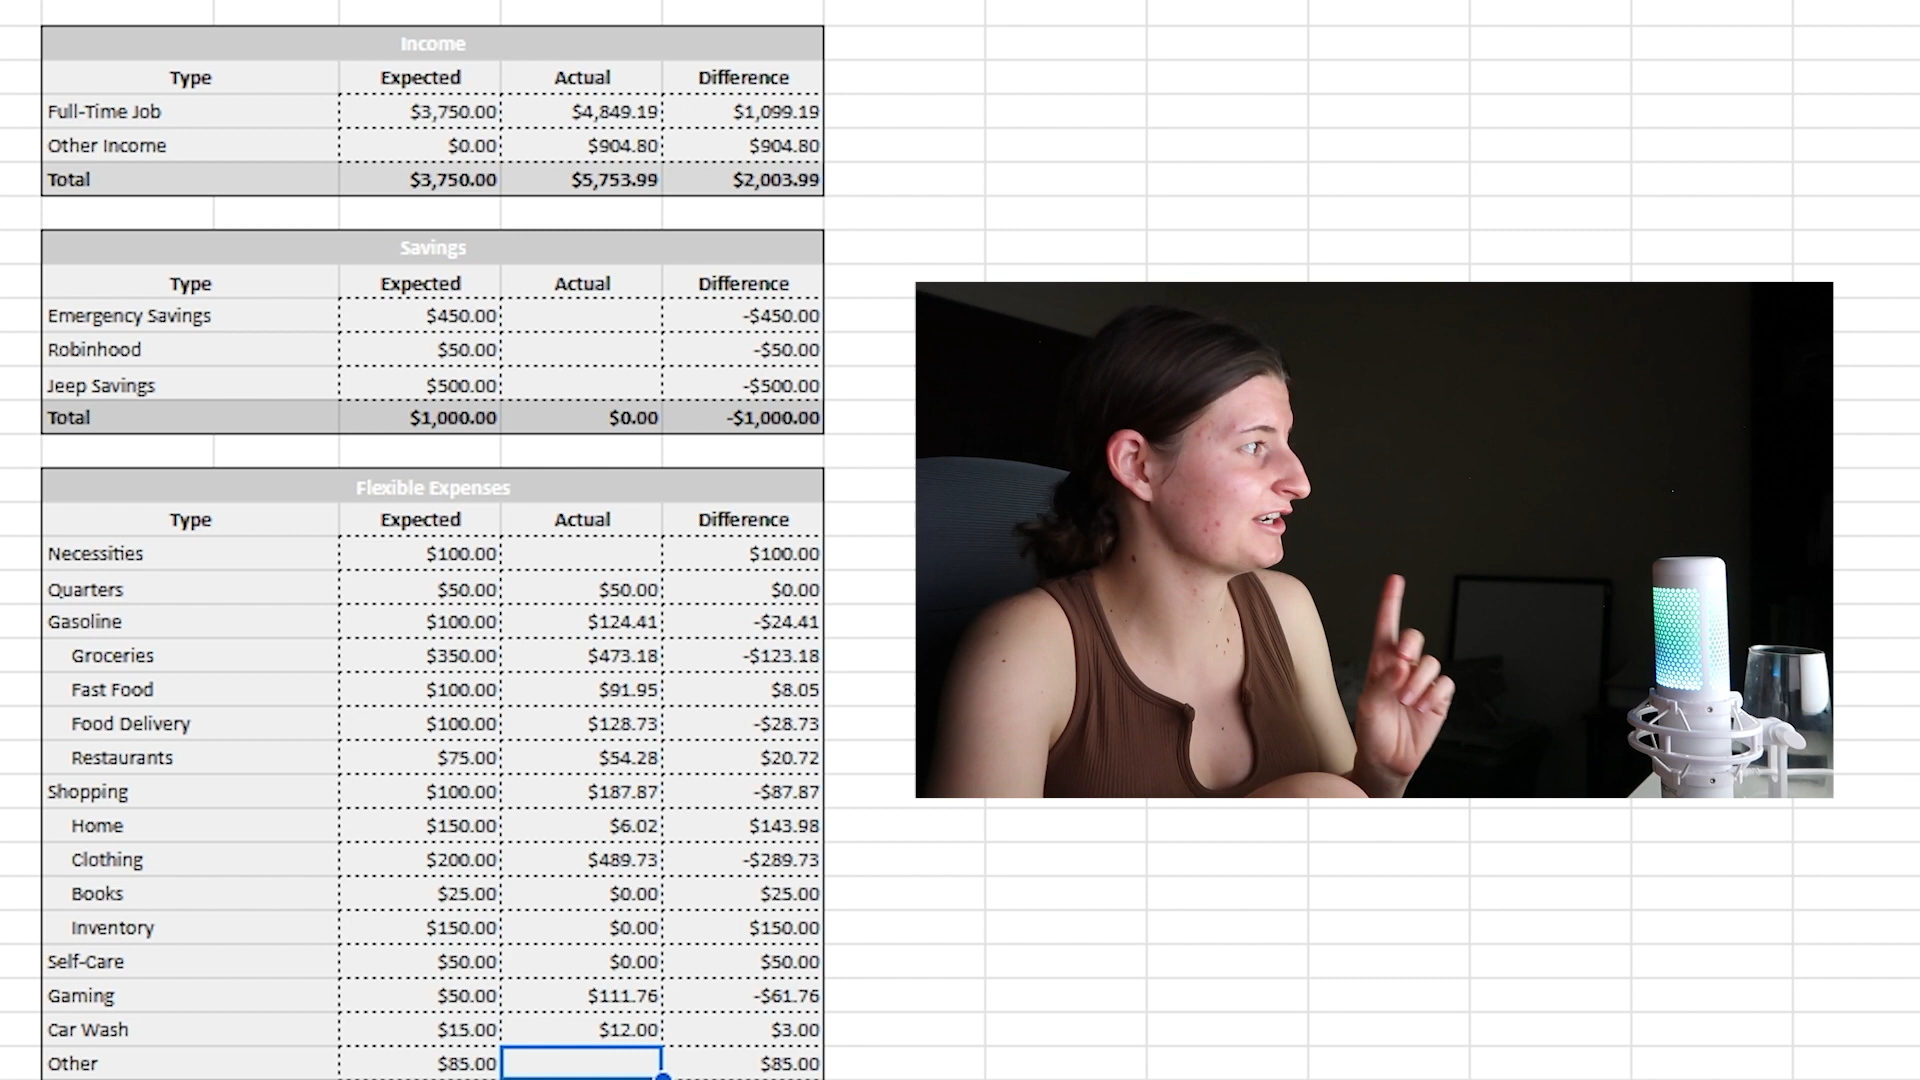 Income
Type Expected Actual Difference
Full-Time Job $3,750.00 $4,849.19 $1,099.19
Other Income $0.00 $904.80 $904.80
Total $3,750.00 $5,753.99 $2,003.99
Savings
Type Expected Actual Difference
Emergency Savings $450.00 -$450.00
Robinhood $50.00 -$50.00
Jeep Savings $500.00 -$500.00
Total $1,000.00 $0.00 -$1,000.00
Flexible Expenses
Type Expected Actual Difference
Necessities $100.00 $100.00
Quarters $50.00 $50.00 $0.00
Gasoline $100.00 $124.41 -$24.41
Groceries $350.00 $473.18 -$123.18
Fast Food $100.00 $91.95 $8.05
Food Delivery $100.00 $128.73 -$28.73
Restaurants $75.00 $54.28 $20.72
Shopping $100.00 $187.87 -$87.87
Home $150.00 $6.02 $143.98
Clothing $200.00 $489.73 -$289.73
Books $25.00 $0.00 $25.00
Inventory $150.00 $0.00 $150.00
Self-Care $50.00 $0.00 $50.00
Gaming $50.00 $111.76 -$61.76
Car Wash $15.00 $12.00 $3.00
Other $85.00 $85.00